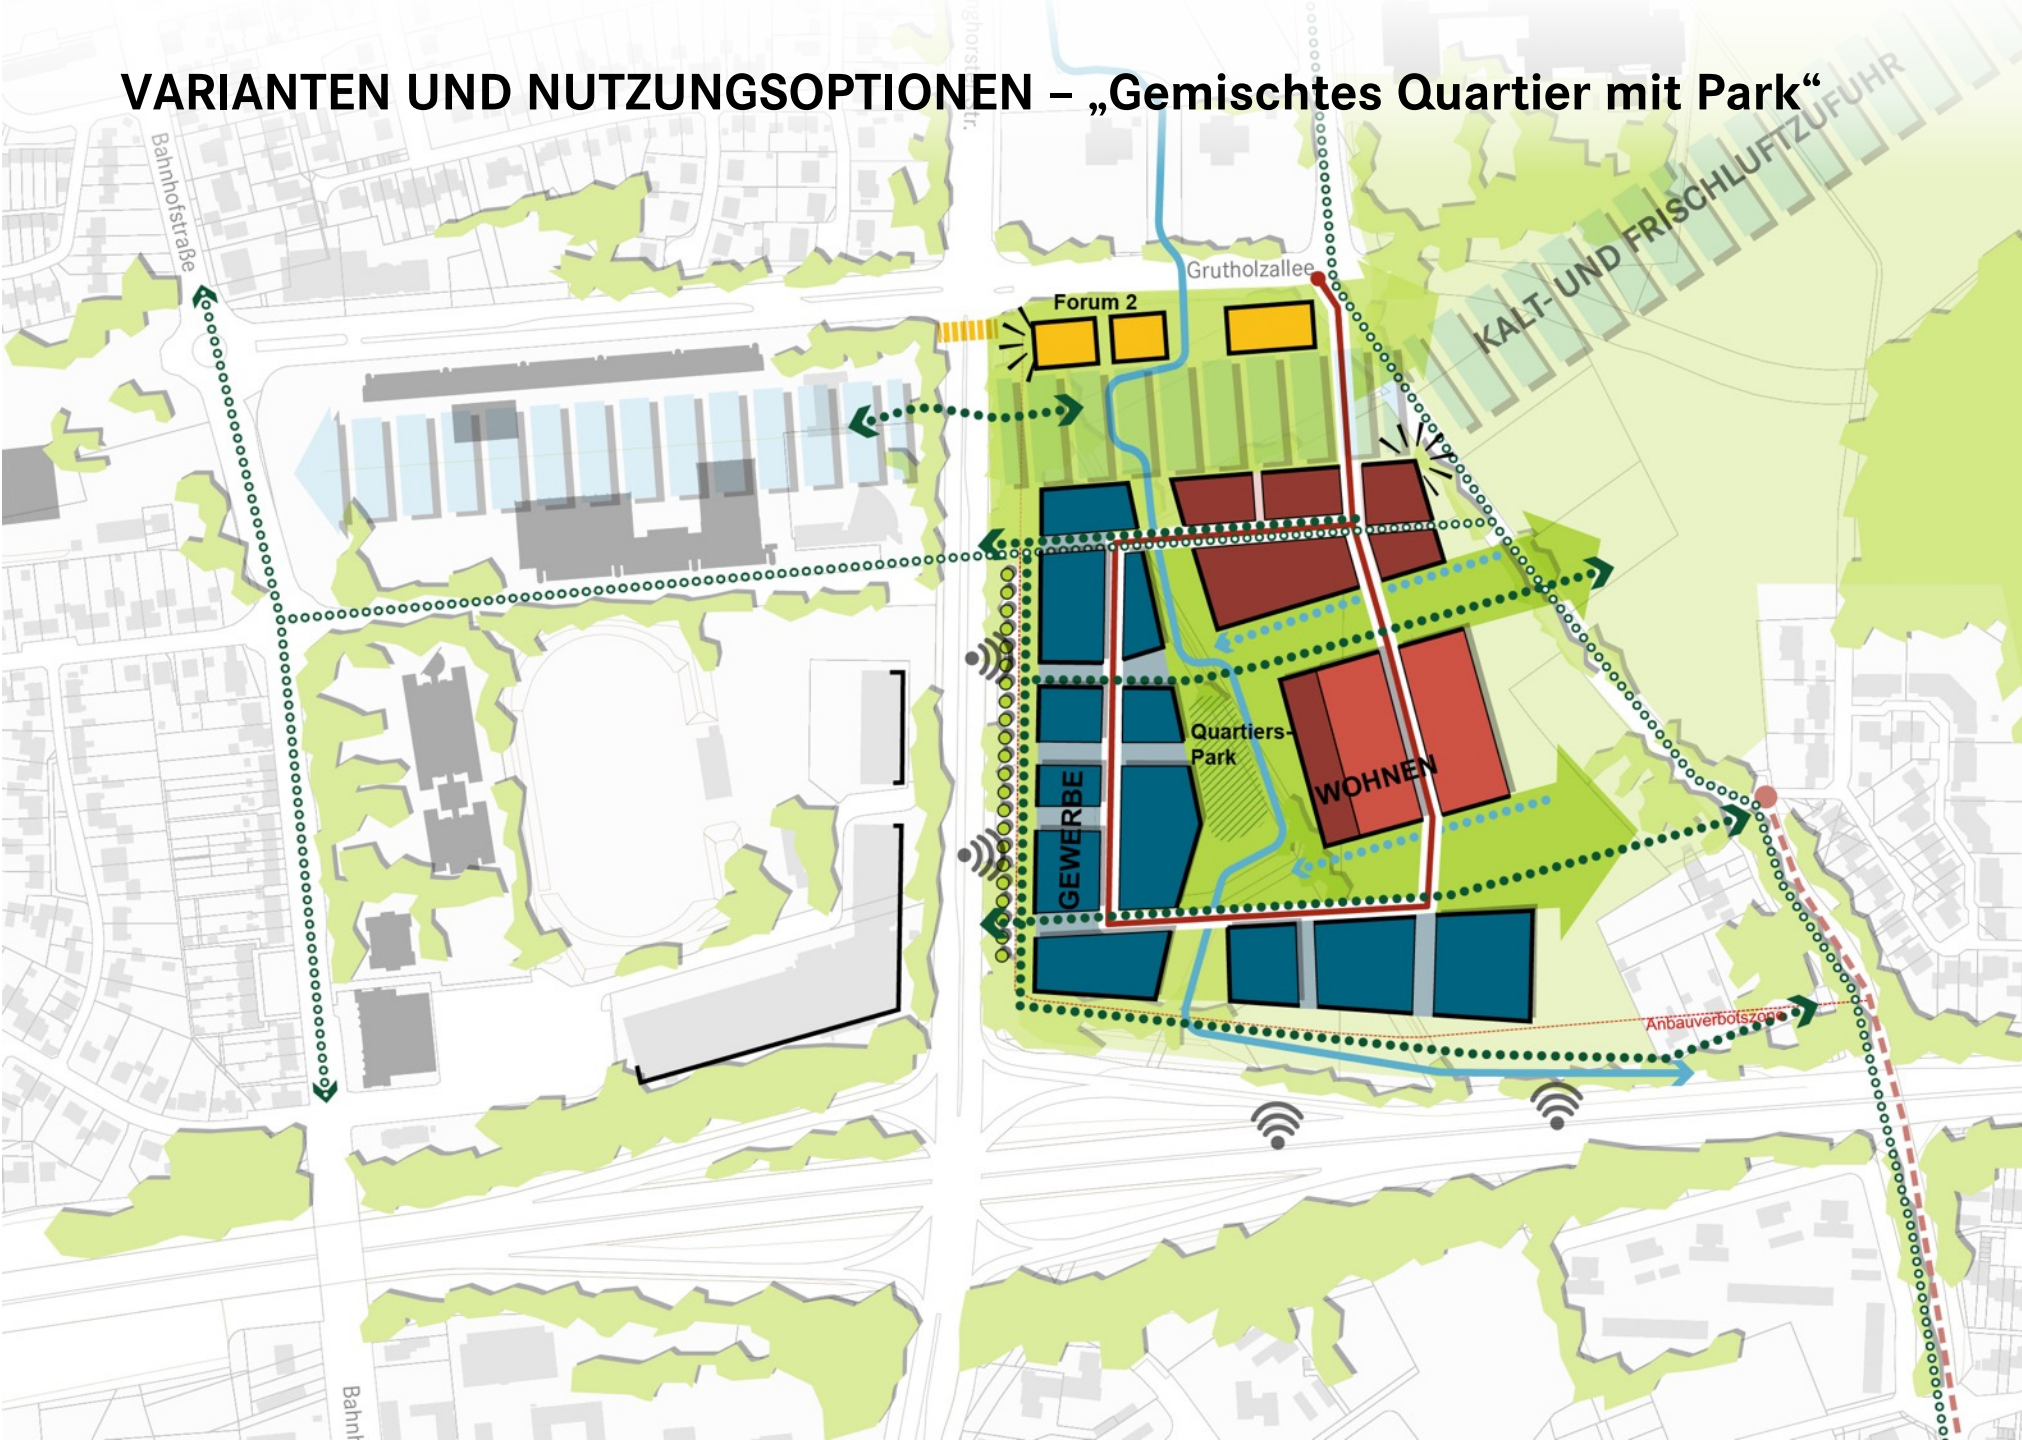 VARIANTEN UND NUTZUNGSOPTIONEN – „Gemischtes Quartier mit Park“
Bahnhofstraße
KALT- UND FRISCHLUFTZUFUHR
Grutholzallee
Forum 2
Quartiers-
Park
WOHNEN
GEWERBE
Anbauverbotszone
Bahnh